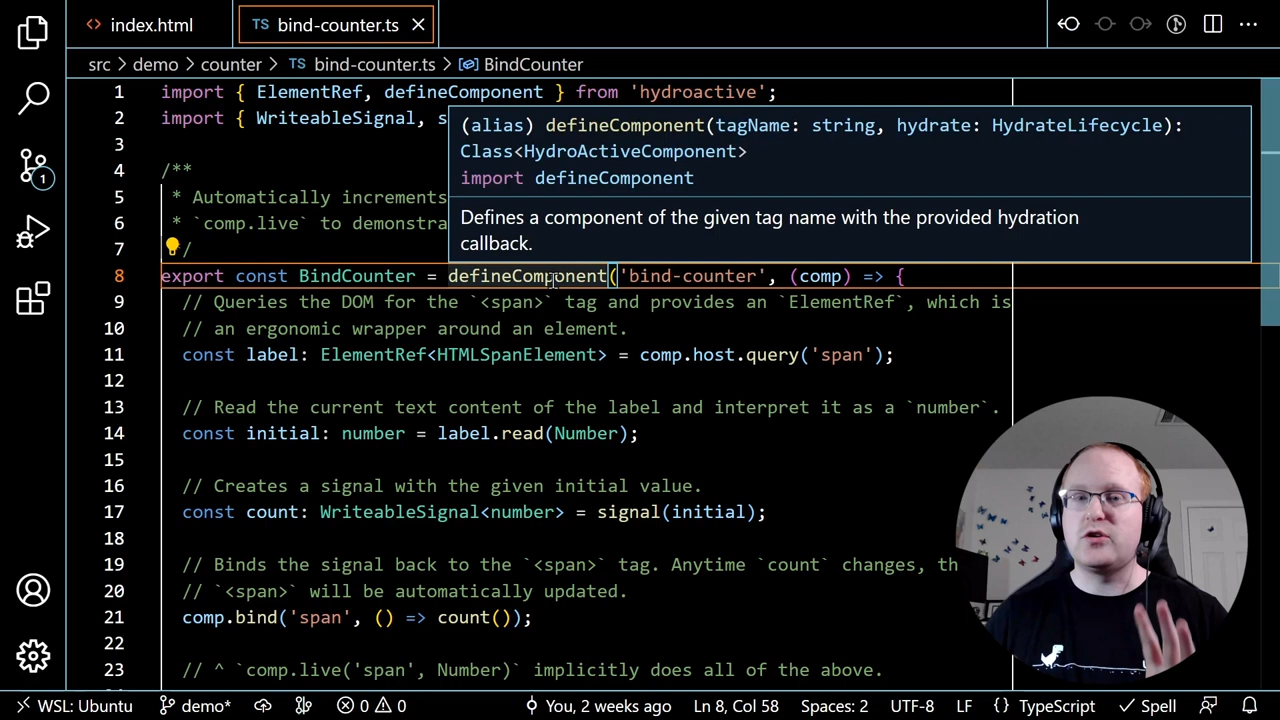 index.html
TS bind-counter.ts
src > demo > counter > TS bind-counter.ts > BindCounter
1 import { ElementRef, defineComponent } from 'hydroactive';
2 import { WriteableSignal, s
3
4 /**
5 * Automatically increments
6 * `comp.live` to demonstra
7 */
(alias) defineComponent(tagName: string, hydrate: HydrateLifecycle):
Class<HydroActiveComponent>
import defineComponent
Defines a component of the given tag name with the provided hydration
callback.
8 export const BindCounter = defineComponent('bind-counter', (comp) => {
9 // Queries the DOM for the `<span>` tag and provides an `ElementRef`, which is
10 // an ergonomic wrapper around an element.
11 const label: ElementRef<HTMLSpanElement> = comp.host.query('span');
12
13 // Read the current text content of the label and interpret it as a `number`.
14 const initial: number = label.read(Number);
15
16 // Creates a signal with the given initial value.
17 const count: WriteableSignal<number> = signal(initial);
18
19 // Binds the signal back to the `<span>` tag. Anytime `count` changes, th
20 // `<span>` will be automatically updated.
21 comp.bind('span', () => count());
22
23 // ^ `comp.live('span', Number)` implicitly does all of the above.
1
WSL: Ubuntu demo* 0 0 You, 2 weeks ago Ln 8, Col 58 Spaces: 2 UTF-8 LF {} TypeScript Spell